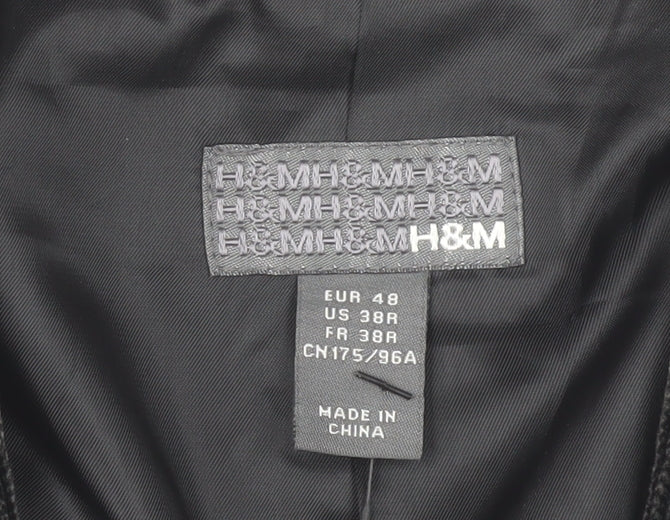 H&MH&MH&M
H&MH&MH&M
H&MH&MH&M
EUR 48
US 38R
FR 38R
CN175/96A
MADE IN
CHINA